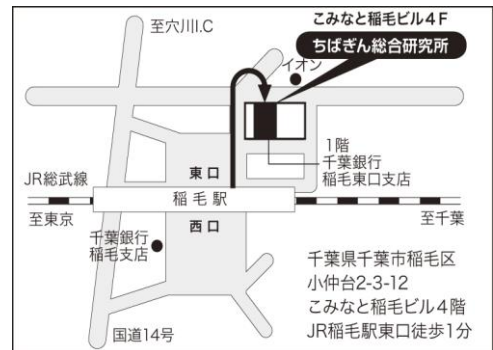 至穴川I.C
こみなと稲毛ビル4F
ちばぎん総合研究所
イオン
1階
千葉銀行
稲毛東口支店
東口
JR総武線
稲毛駅
至東京
至千葉
西口
千葉銀行
稲毛支店
国道14号
千葉県千葉市稲毛区
小仲台2-3-12
こみなと稲毛ビル4階
JR稲毛駅東口徒歩1分